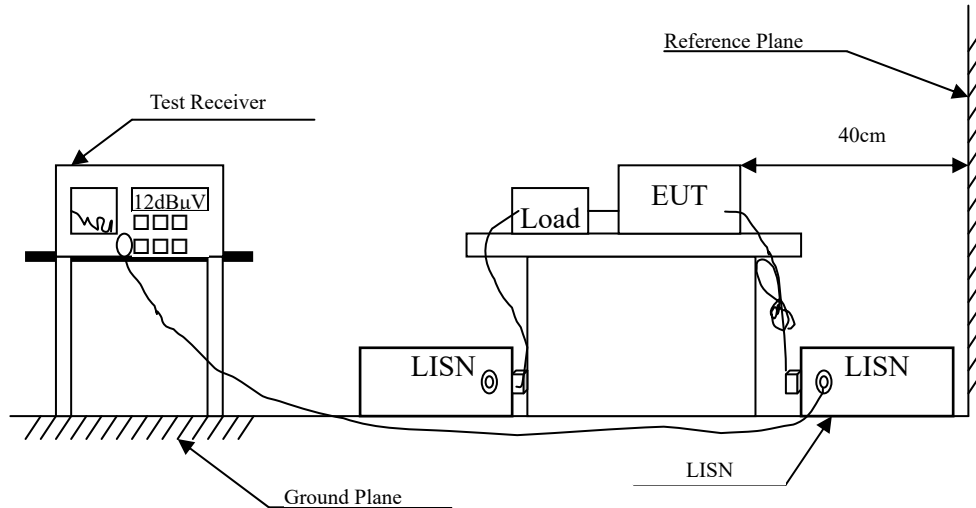 Reference Plane
Test Receiver
40cm
12dBµV
Load
EUT
LISN
LISN
LISN
Ground Plane